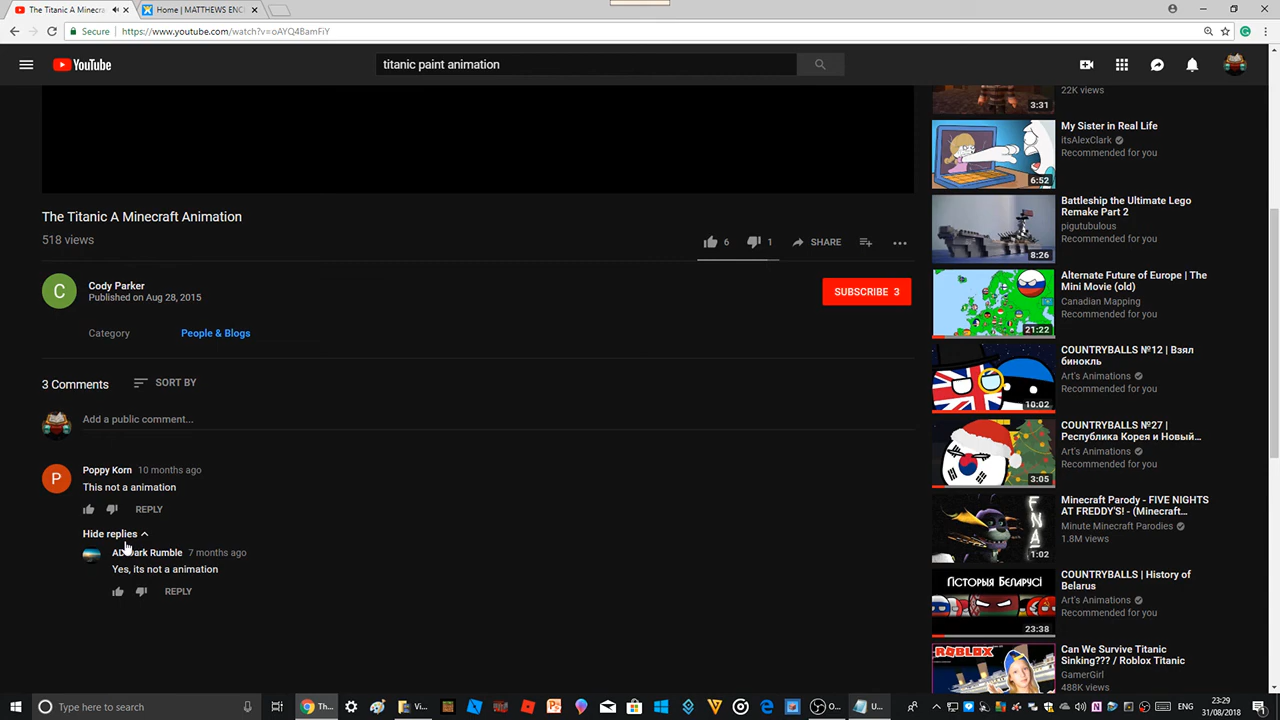 The Titanic A Minecra
Home | MATTHEWS ENC
Secure https://www.youtube.com/watch?v=oAYQ4BamFiY
YouTube
titanic paint animation
22K views
3:31
My Sister in Real Life
itsAlexClark
Recommended for you
6:52
Battleship the Ultimate Lego
Remake Part 2
pigutubulous
Recommended for you
8:26
The Titanic A Minecraft Animation
518 views
6 1 SHARE
Alternate Future of Europe | The
Mini Movie (old)
Canadian Mapping
Recommended for you
21:22
C
Cody Parker
Published on Aug 28, 2015
SUBSCRIBE 3
Category People & Blogs
COUNTRYBALLS №12 | Взял
бинокль
Art's Animations
Recommended for you
10:02
3 Comments SORT BY
Add a public comment...
COUNTRYBALLS №27 |
Республика Корея и Новый...
Art's Animations
Recommended for you
3:05
P
Poppy Korn 10 months ago
This not a animation
REPLY
Hide replies
7 months ago
Yes, its not a animation
REPLY
Minecraft Parody - FIVE NIGHTS
AT FREDDY'S! - (Minecraft...
Minute Minecraft Parodies
1.8M views
FNA
1:02
COUNTRYBALLS | History of
Belarus
Art's Animations
Recommended for you
ГІСТОРЫЯ БЕЛАРУСІ
23:38
Can We Survive Titanic
Sinking??? / Roblox Titanic
GamerGirl
488K views
ROBLOX
Type here to search
Th...
Vi...
O...
U...
ENG
23:29
31/08/2018